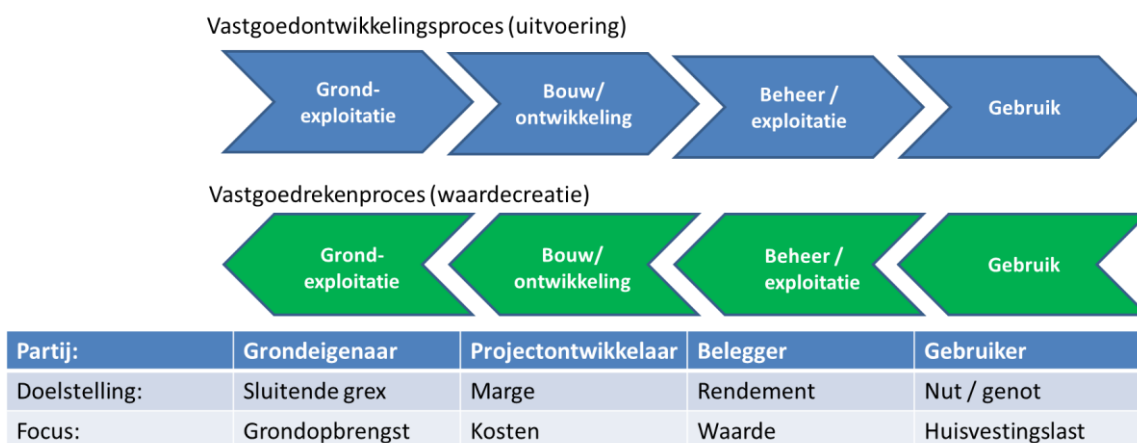 Vastgoedontwikkelingsproces (uitvoering)
Grond-
exploitatie
Bouw/
ontwikkeling
Beheer /
exploitatie
Gebruik
Vastgoedrekenproces (waardecreatie)
Grond-
exploitatie
Bouw/
ontwikkeling
Beheer /
exploitatie
Gebruik
Partij: Grondeigenaar Projectontwikkelaar Belegger Gebruiker
Doelstelling: Sluitende grex Marge Rendement Nut / genot
Focus: Grondopbrengst Kosten Waarde Huisvestingslast